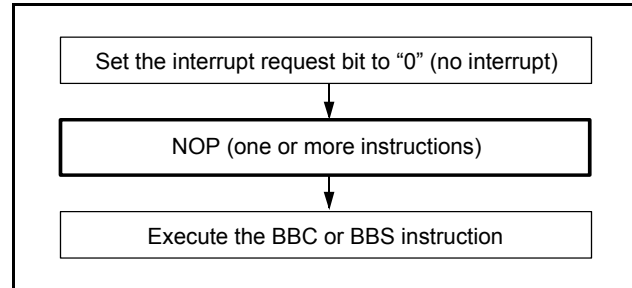 Set the interrupt request bit to “0” (no interrupt)
NOP (one or more instructions)
Execute the BBC or BBS instruction